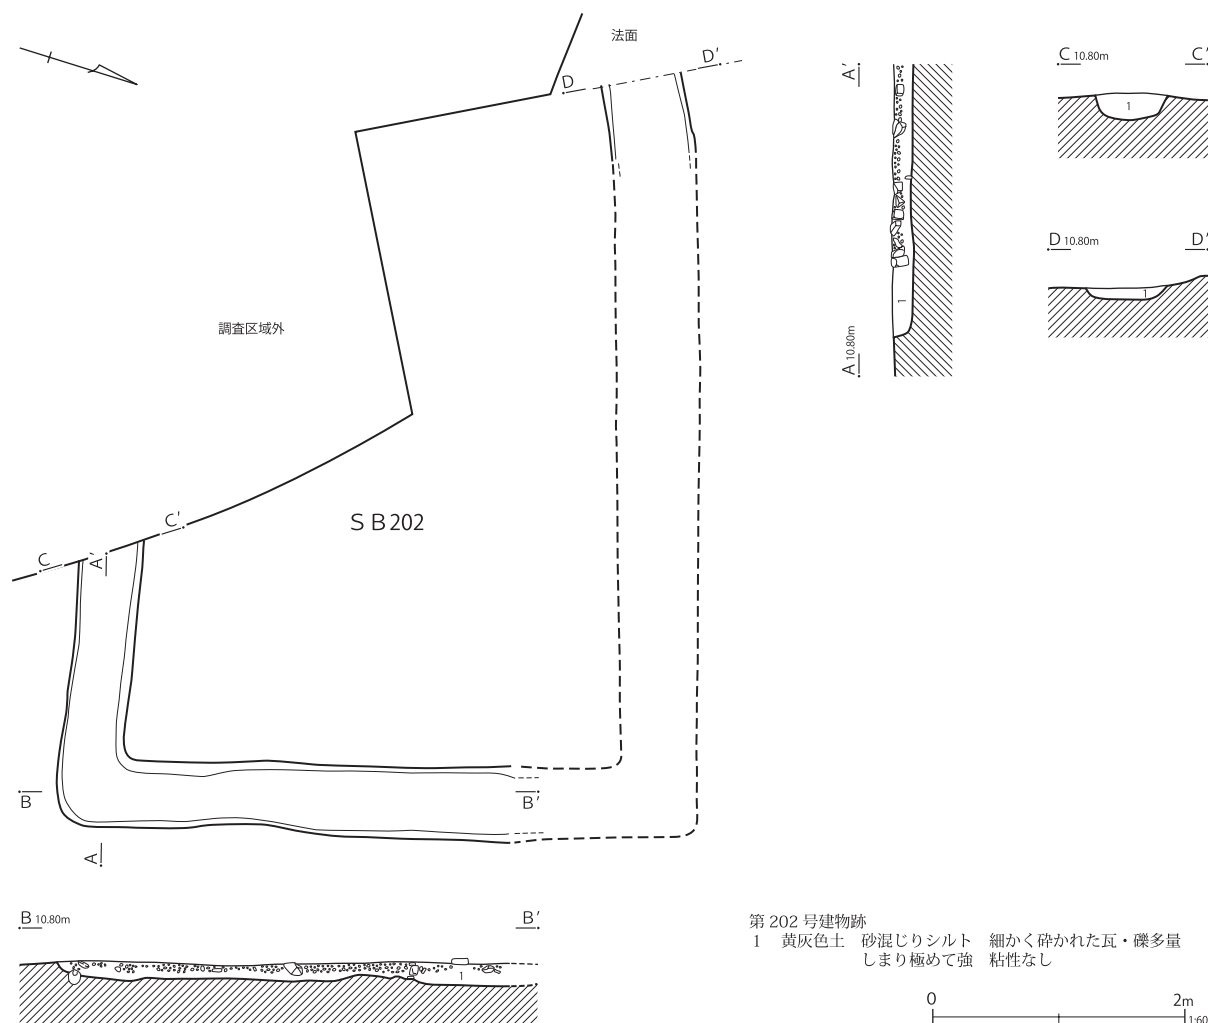 法面
D
D′
A′
C 10.80m
C′
D 10.80m
D′
1
1
1
A 10.80m
調査区域外
ＳＢ202
C
C′
A′
B
B′
A
B 10.80m
B′
1
第 202 号建物跡
1 黄灰色土 砂混じりシルト 細かく砕かれた瓦・礫多量
しまり極めて強 粘性なし
0
2m
1:60